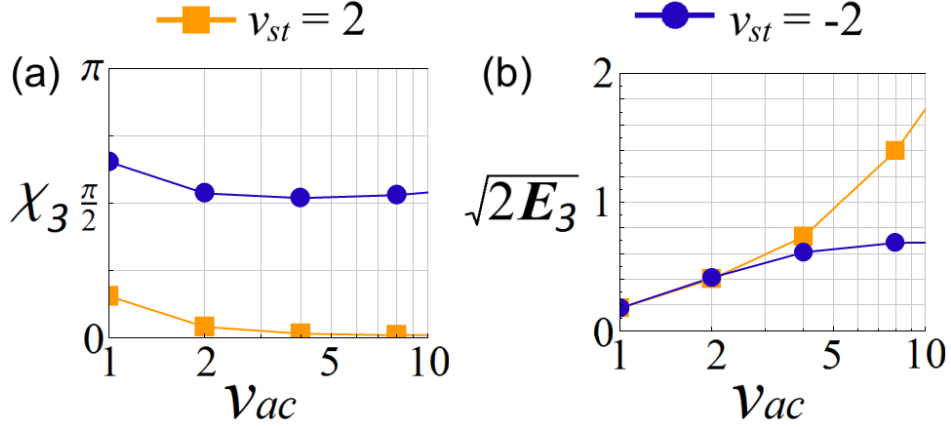 v_st = 2
v_st = -2
(a)
π
χ_3
π/2
0
1
2
5
10
v_ac
(b)
2
√2E_3
1
0
1
2
5
10
v_ac